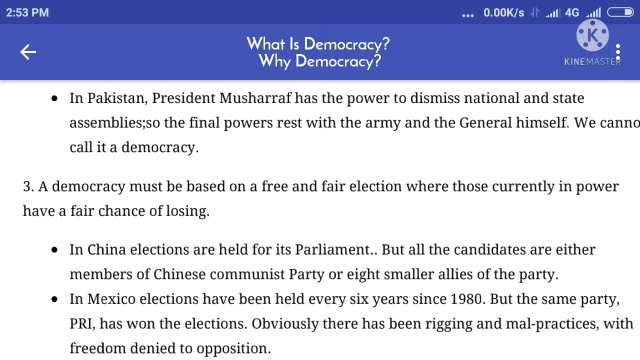 2:53 PM ... 0.00K/s 4G
What Is Democracy?
Why Democracy?
K
KINEMASTER
• In Pakistan, President Musharraf has the power to dismiss national and state
assemblies;so the final powers rest with the army and the General himself. We canno
call it a democracy.
3. A democracy must be based on a free and fair election where those currently in power
have a fair chance of losing.
• In China elections are held for its Parliament.. But all the candidates are either
members of Chinese communist Party or eight smaller allies of the party.
• In Mexico elections have been held every six years since 1980. But the same party,
PRI, has won the elections. Obviously there has been rigging and mal-practices, with
freedom denied to opposition.